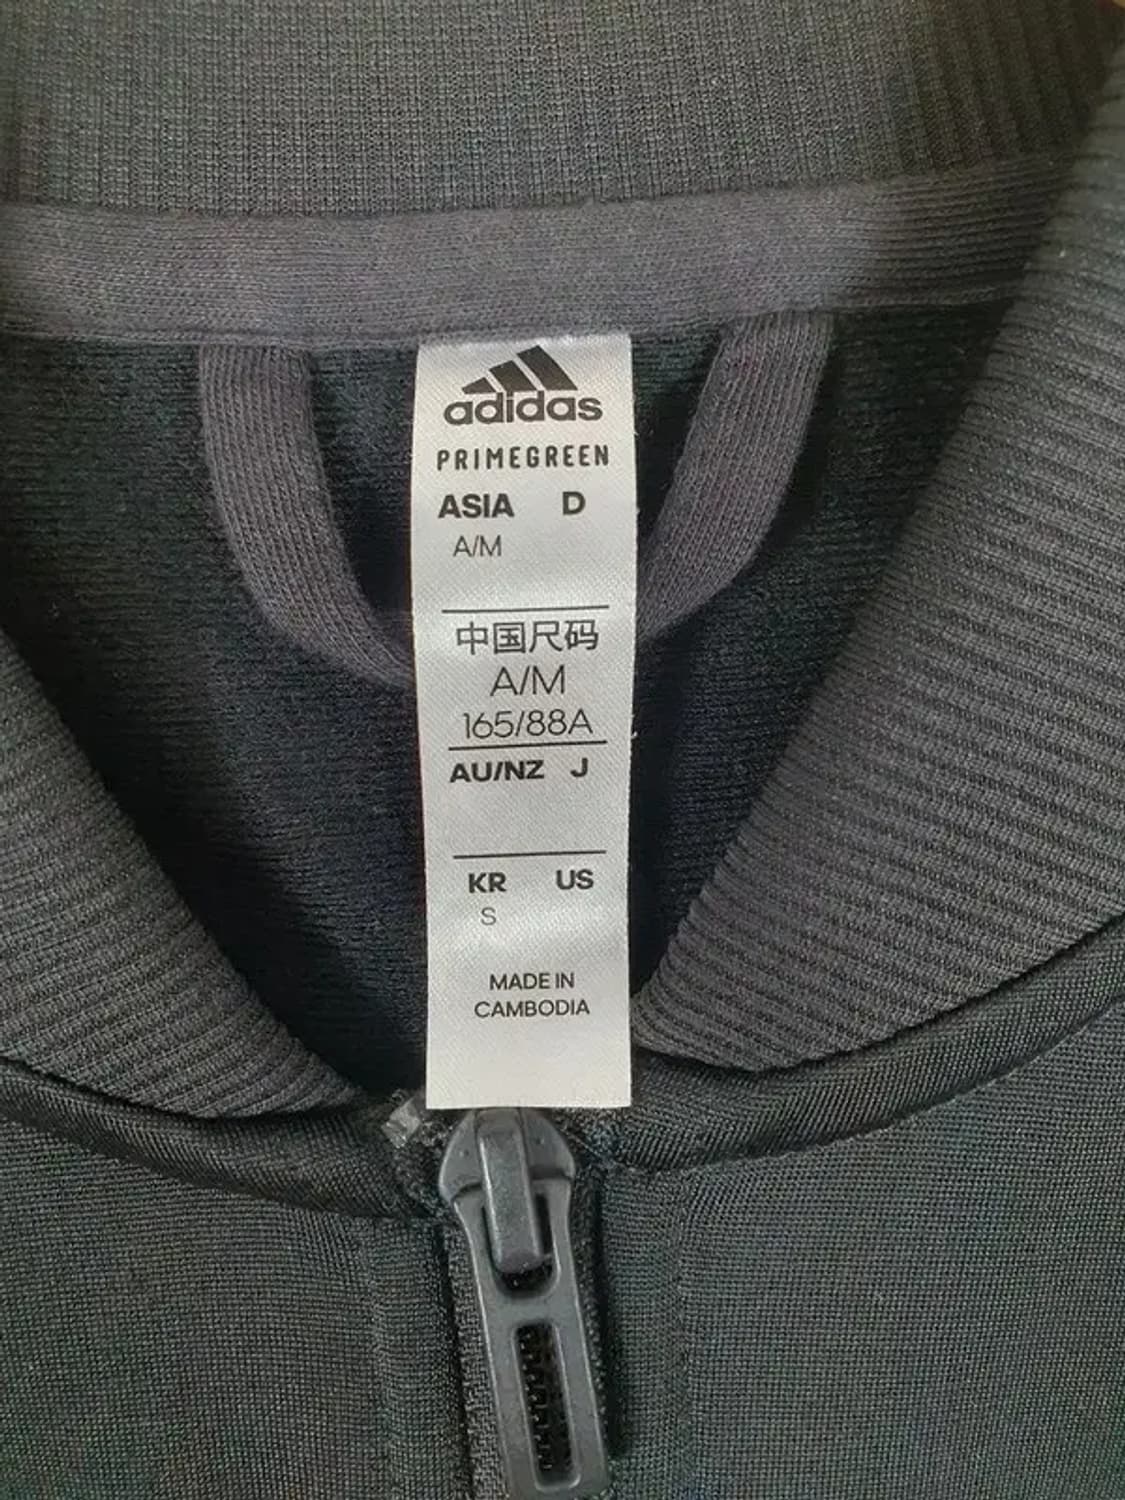 adidas
PRIMEGREEN
ASIA D
A/M
中国尺码
A/M
165/88A
AU/NZ J
KR US
S
MADE IN
CAMBODIA